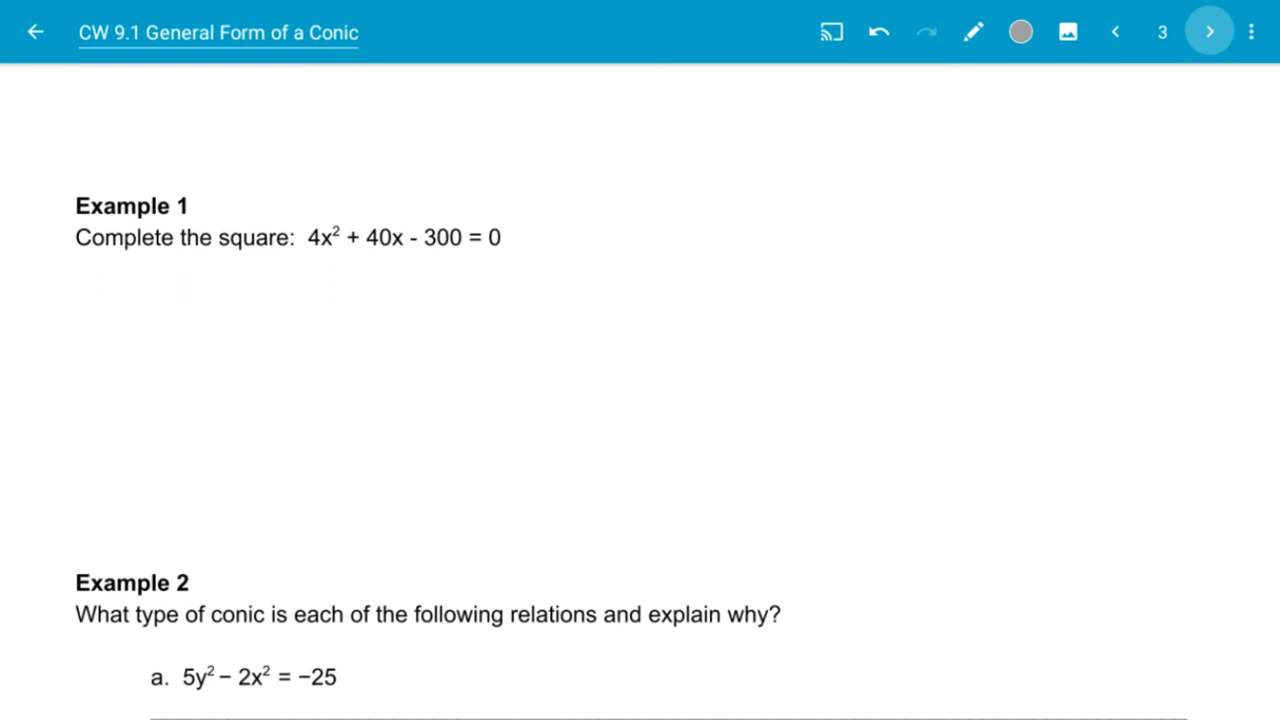 CW 9.1 General Form of a Conic
3
Example 1
Complete the square: 4x² + 40x - 300 = 0
Example 2
What type of conic is each of the following relations and explain why?
a. 5y² − 2x² = −25